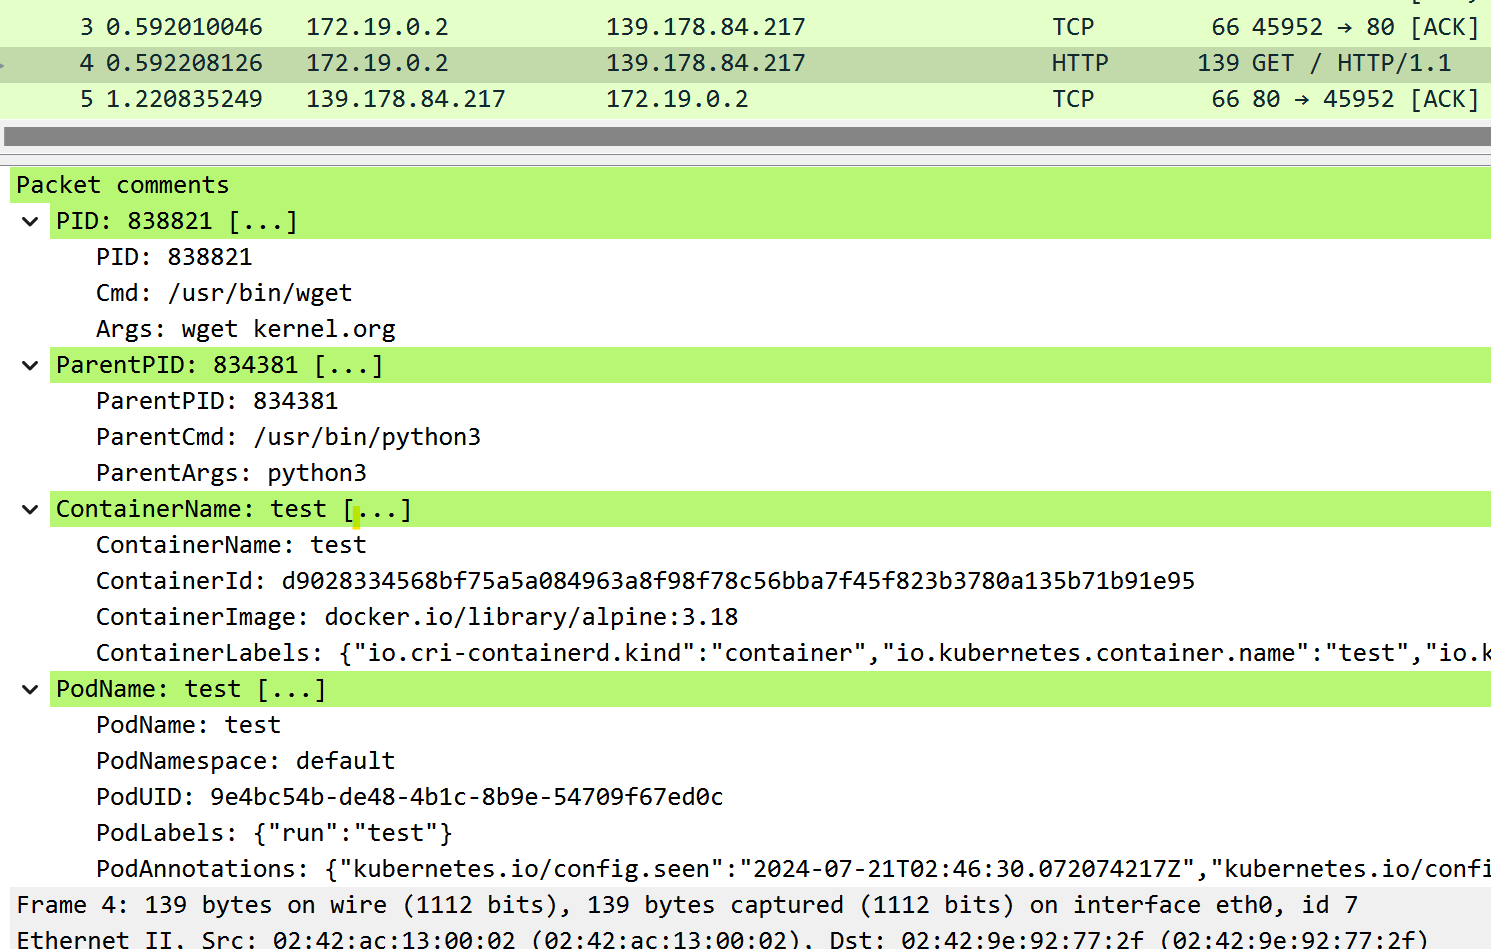 3 0.592010046 172.19.0.2 139.178.84.217 TCP 66 45952 → 80 [ACK]
4 0.592208126 172.19.0.2 139.178.84.217 HTTP 139 GET / HTTP/1.1
5 1.220835249 139.178.84.217 172.19.0.2 TCP 66 80 → 45952 [ACK]
Packet comments
PID: 838821 [...]
PID: 838821
Cmd: /usr/bin/wget
Args: wget kernel.org
ParentPID: 834381 [...]
ParentPID: 834381
ParentCmd: /usr/bin/python3
ParentArgs: python3
ContainerName: test [...]
ContainerName: test
ContainerId: d9028334568bf75a5a084963a8f98f78c56bba7f45f823b3780a135b71b91e95
ContainerImage: docker.io/library/alpine:3.18
ContainerLabels: {"io.cri-containerd.kind":"container","io.kubernetes.container.name":"test","io.k
PodName: test [...]
PodName: test
PodNamespace: default
PodUID: 9e4bc54b-de48-4b1c-8b9e-54709f67ed0c
PodLabels: {"run":"test"}
PodAnnotations: {"kubernetes.io/config.seen":"2024-07-21T02:46:30.072074217Z","kubernetes.io/confi
Frame 4: 139 bytes on wire (1112 bits), 139 bytes captured (1112 bits) on interface eth0, id 7
Ethernet II, Src: 02:42:ac:13:00:02 (02:42:ac:13:00:02), Dst: 02:42:9e:92:77:2f (02:42:9e:92:77:2f)